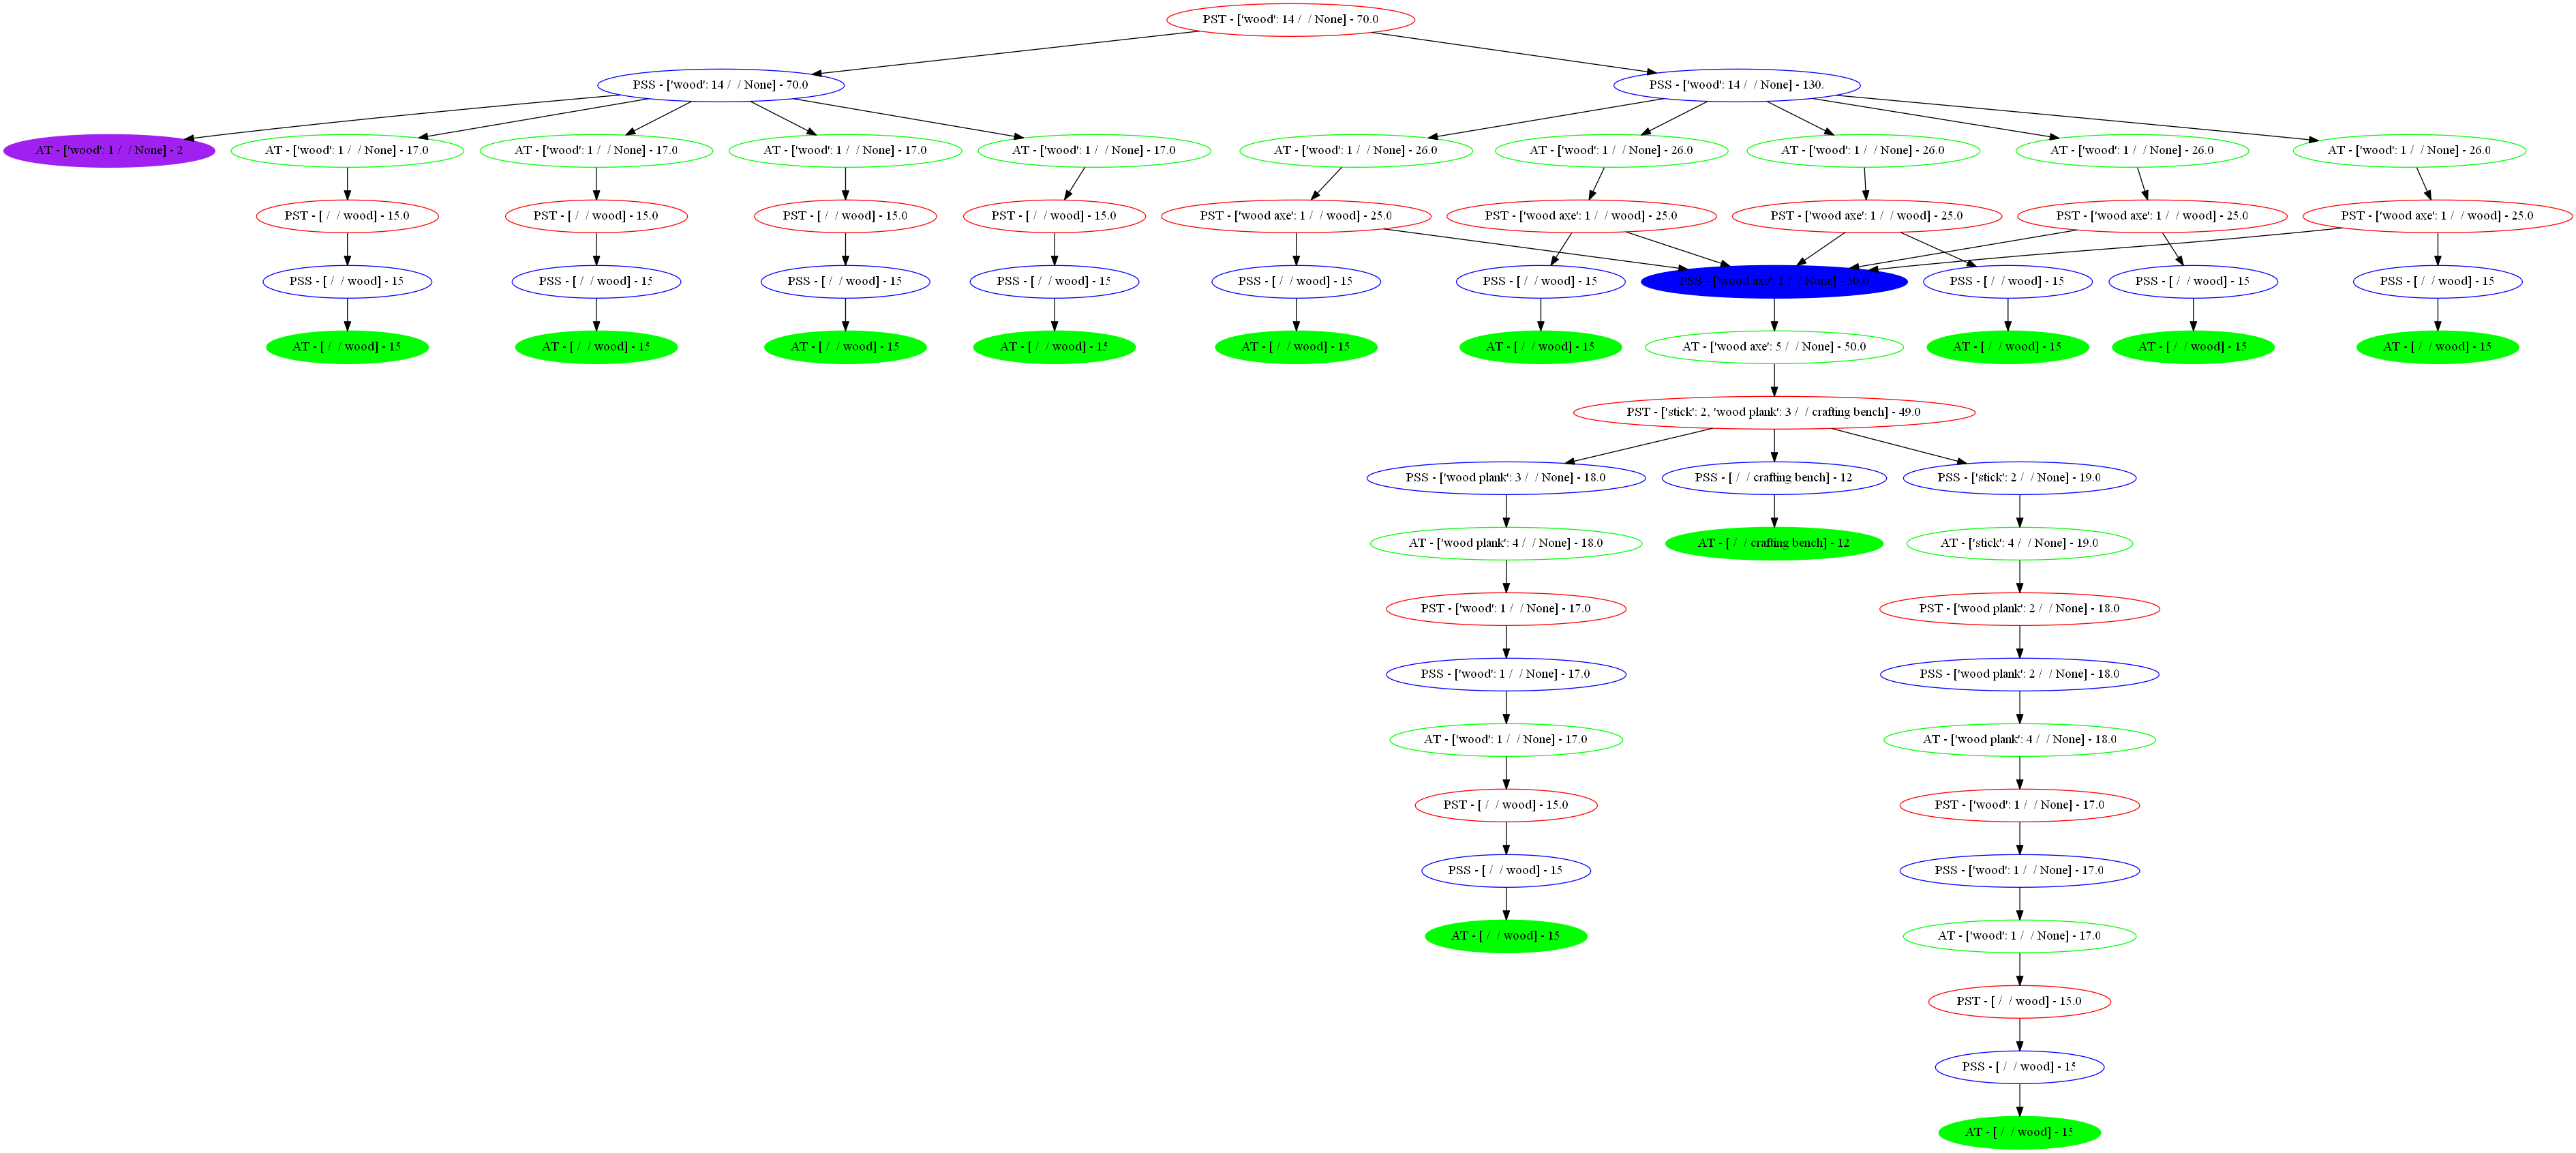 PST - ['wood': 14 /  / None] - 70.0
PSS - ['wood': 14 /  / None] - 70.0
PSS - ['wood': 14 /  / None] - 130.
AT - ['wood': 1 /  / None] - 2
AT - ['wood': 1 /  / None] - 17.0
AT - ['wood': 1 /  / None] - 17.0
AT - ['wood': 1 /  / None] - 17.0
AT - ['wood': 1 /  / None] - 17.0
AT - ['wood': 1 /  / None] - 26.0
AT - ['wood': 1 /  / None] - 26.0
AT - ['wood': 1 /  / None] - 26.0
AT - ['wood': 1 /  / None] - 26.0
AT - ['wood': 1 /  / None] - 26.0
PST - [ /  / wood] - 15.0
PST - [ /  / wood] - 15.0
PST - [ /  / wood] - 15.0
PST - [ /  / wood] - 15.0
PST - ['wood axe': 1 /  / wood] - 25.0
PST - ['wood axe': 1 /  / wood] - 25.0
PST - ['wood axe': 1 /  / wood] - 25.0
PST - ['wood axe': 1 /  / wood] - 25.0
PST - ['wood axe': 1 /  / wood] - 25.0
PSS - [ /  / wood] - 15
PSS - [ /  / wood] - 15
PSS - [ /  / wood] - 15
PSS - [ /  / wood] - 15
PSS - [ /  / wood] - 15
PSS - [ /  / wood] - 15
PSS - ['wood axe': 1 /  / None] - 50.0
PSS - [ /  / wood] - 15
PSS - [ /  / wood] - 15
PSS - [ /  / wood] - 15
AT - [ /  / wood] - 15
AT - [ /  / wood] - 15
AT - [ /  / wood] - 15
AT - [ /  / wood] - 15
AT - [ /  / wood] - 15
AT - [ /  / wood] - 15
AT - ['wood axe': 5 /  / None] - 50.0
AT - [ /  / wood] - 15
AT - [ /  / wood] - 15
AT - [ /  / wood] - 15
PST - ['stick': 2, 'wood plank': 3 /  / crafting bench] - 49.0
PSS - ['wood plank': 3 /  / None] - 18.0
PSS - [ /  / crafting bench] - 12
PSS - ['stick': 2 /  / None] - 19.0
AT - ['wood plank': 4 /  / None] - 18.0
AT - [ /  / crafting bench] - 12
AT - ['stick': 4 /  / None] - 19.0
PST - ['wood': 1 /  / None] - 17.0
PST - ['wood plank': 2 /  / None] - 18.0
PSS - ['wood': 1 /  / None] - 17.0
PSS - ['wood plank': 2 /  / None] - 18.0
AT - ['wood': 1 /  / None] - 17.0
AT - ['wood plank': 4 /  / None] - 18.0
PST - [ /  / wood] - 15.0
PST - ['wood': 1 /  / None] - 17.0
PSS - [ /  / wood] - 15
PSS - ['wood': 1 /  / None] - 17.0
AT - [ /  / wood] - 15
AT - ['wood': 1 /  / None] - 17.0
PST - [ /  / wood] - 15.0
PSS - [ /  / wood] - 15
AT - [ /  / wood] - 15